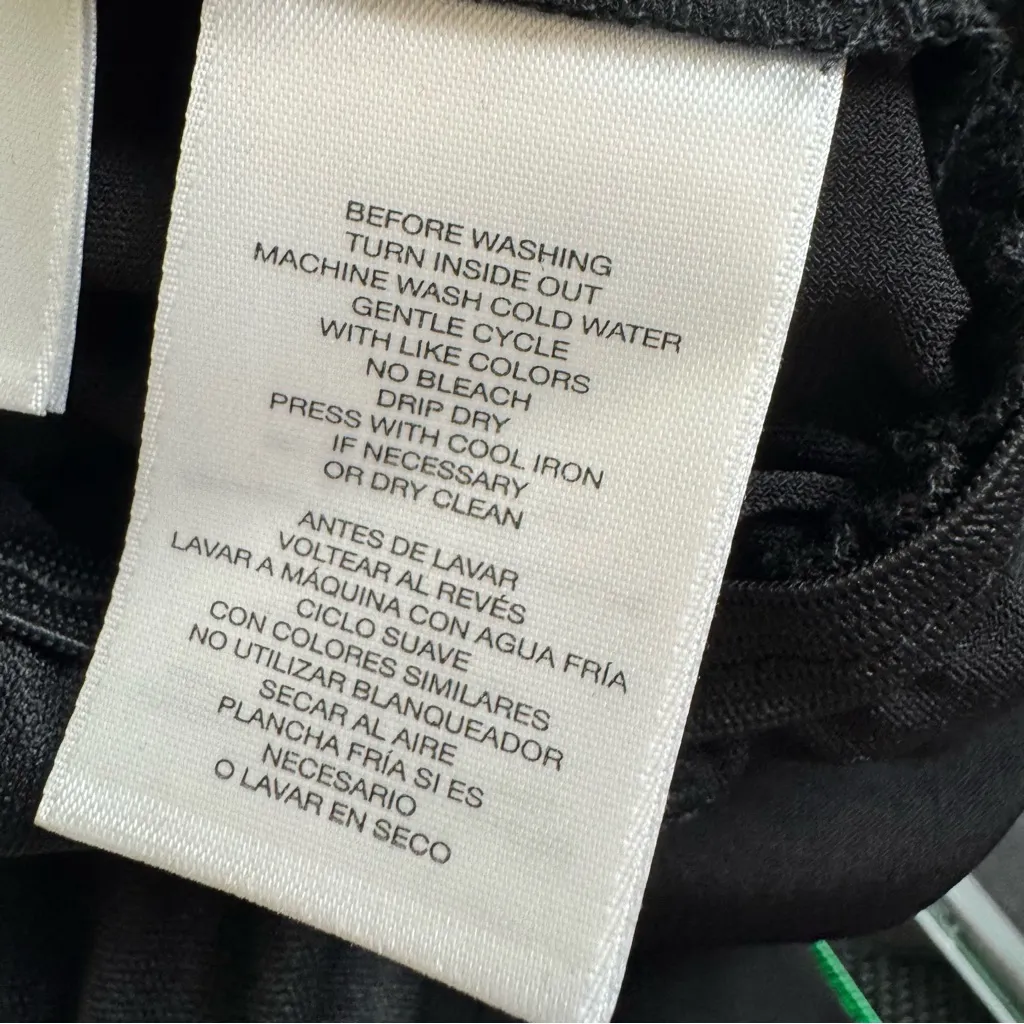 BEFORE WASHING
TURN INSIDE OUT
MACHINE WASH COLD WATER
GENTLE CYCLE
WITH LIKE COLORS
NO BLEACH
DRIP DRY
PRESS WITH COOL IRON
IF NECESSARY
OR DRY CLEAN
ANTES DE LAVAR
VOLTEAR AL REVÉS
LAVAR A MÁQUINA CON AGUA FRÍA
CICLO SUAVE
CON COLORES SIMILARES
NO UTILIZAR BLANQUEADOR
SECAR AL AIRE
PLANCHA FRÍA SI ES
NECESARIO
O LAVAR EN SECO